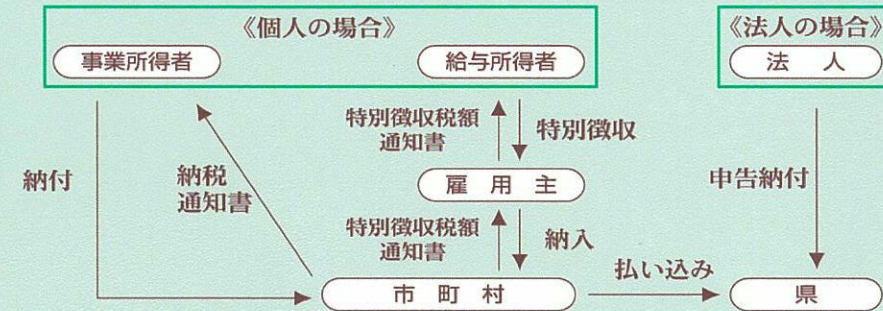 《個人の場合》
《法人の場合》
事業所得者
給与所得者
法人
特別徴収税額
通知書
特別徴収
納付
納税
通知書
雇用主
申告納付
特別徴収税額
通知書
納入
払い込み
市町村
県